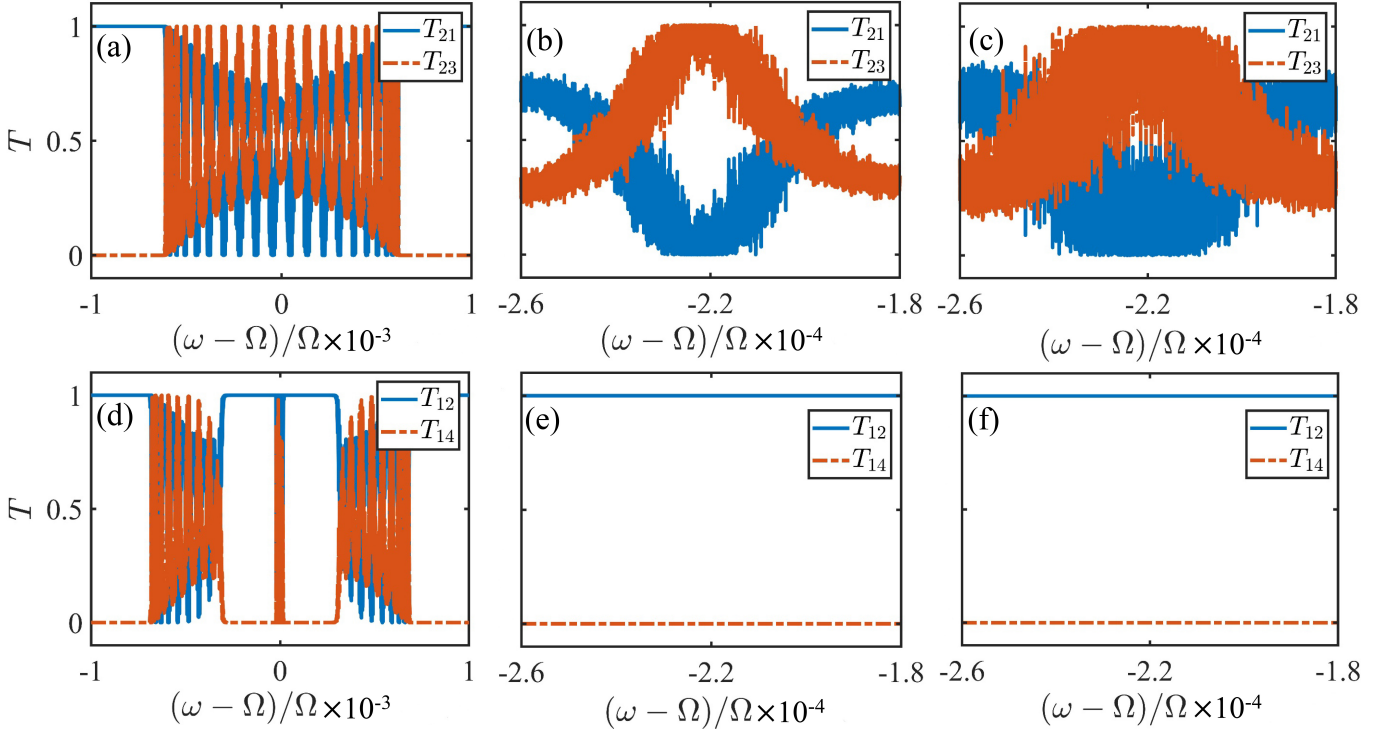 (a)
T21
T23
T
1
0.5
0
-1
0
1
(ω − Ω)/Ω×10-3
(b)
T21
T23
-2.6
-2.2
-1.8
(ω − Ω)/Ω×10-4
(c)
T21
T23
-2.6
-2.2
-1.8
(ω − Ω)/Ω×10-4
(d)
T12
T14
T
1
0.5
0
-1
0
1
(ω − Ω)/Ω×10-3
(e)
T12
T14
-2.6
-2.2
-1.8
(ω − Ω)/Ω×10-4
(f)
T12
T14
-2.6
-2.2
-1.8
(ω − Ω)/Ω×10-4